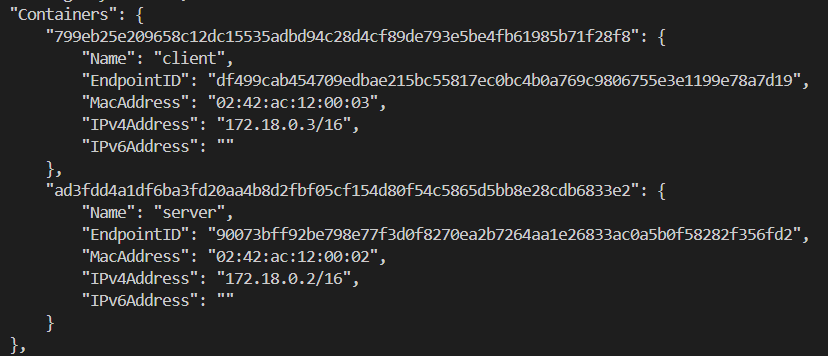 "Containers": {
    "799eb25e209658c12dc15535adbd94c28d4cf89de793e5be4fb61985b71f28f8": {
        "Name": "client",
        "EndpointID": "df499cab454709edbae215bc55817ec0bc4b0a769c9806755e3e1199e78a7d19",
        "MacAddress": "02:42:ac:12:00:03",
        "IPv4Address": "172.18.0.3/16",
        "IPv6Address": ""
    },
    "ad3fdd4a1df6ba3fd20aa4b8d2fbf05cf154d80f54c5865d5bb8e28cdb6833e2": {
        "Name": "server",
        "EndpointID": "90073bff92be798e77f3d0f8270ea2b7264aa1e26833ac0a5b0f58282f356fd2",
        "MacAddress": "02:42:ac:12:00:02",
        "IPv4Address": "172.18.0.2/16",
        "IPv6Address": ""
    }
},